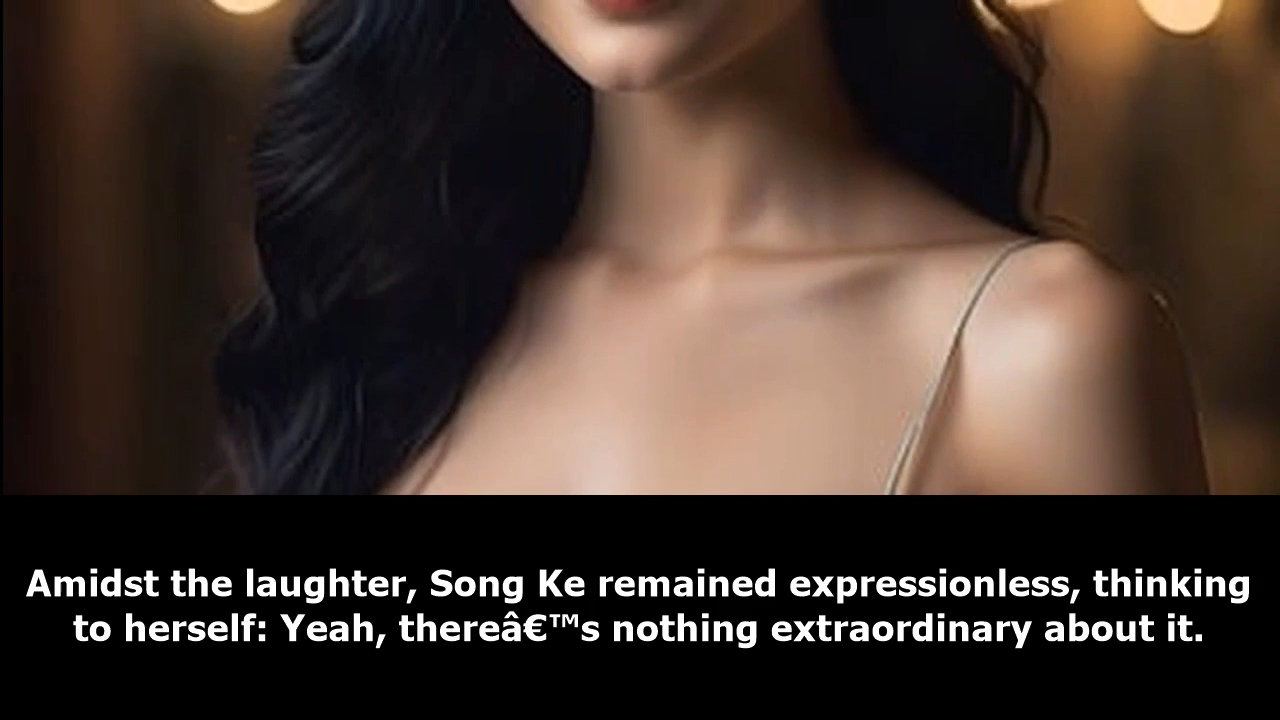 Amidst the laughter, Song Ke remained expressionless, thinking
to herself: Yeah, thereâ€™s nothing extraordinary about it.